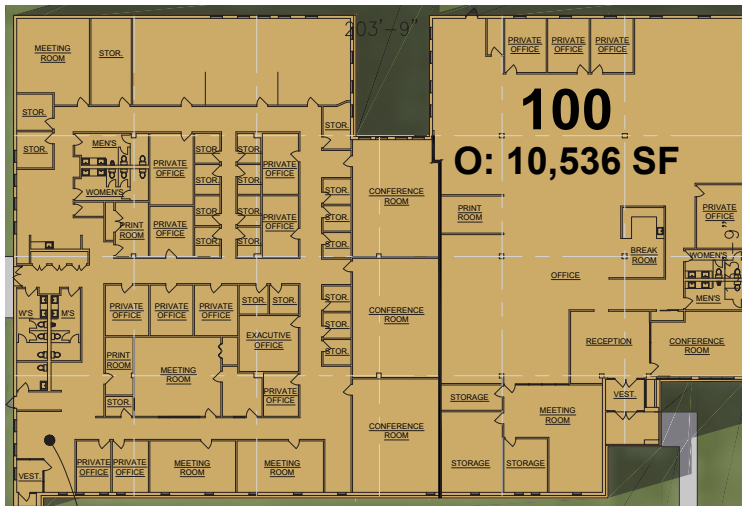 203'-9"
MEETING
ROOM
STOR.
PRIVATE
OFFICE
PRIVATE
OFFICE
PRIVATE
OFFICE
100
O: 10,536 SF
STOR.
STOR.
STOR.
MEN'S
WOMEN'S
PRIVATE
OFFICE
STOR.
STOR.
STOR.
STOR.
STOR.
STOR.
STOR.
STOR.
PRIVATE
OFFICE
PRIVATE
OFFICE
PRINT
ROOM
PRIVATE
OFFICE
STOR.
STOR.
STOR.
CONFERENCE
ROOM
PRINT
ROOM
PRIVATE
OFFICE
BREAK
ROOM
OFFICE
WOMEN'S
MEN'S
W'S
M'S
PRIVATE
OFFICE
PRIVATE
OFFICE
PRIVATE
OFFICE
STOR.
STOR.
EXACUTIVE
OFFICE
STOR.
STOR.
STOR.
CONFERENCE
ROOM
RECEPTION
CONFERENCE
ROOM
PRINT
ROOM
STOR.
MEETING
ROOM
PRIVATE
OFFICE
CONFERENCE
ROOM
STORAGE
MEETING
ROOM
VEST.
STORAGE
STORAGE
VEST.
PRIVATE
OFFICE
PRIVATE
OFFICE
MEETING
ROOM
MEETING
ROOM